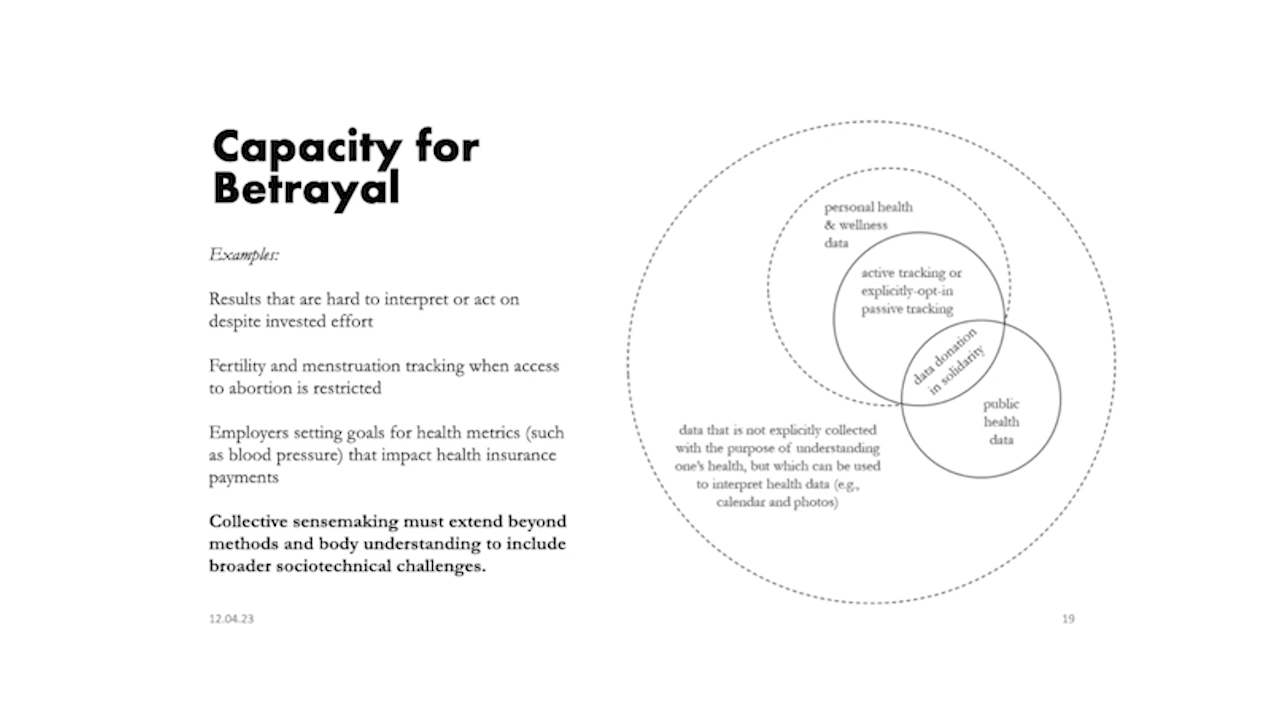 Capacity for
Betrayal
Examples:
Results that are hard to interpret or act on
despite invested effort
Fertility and menstruation tracking when access
to abortion is restricted
Employers setting goals for health metrics (such
as blood pressure) that impact health insurance
payments
Collective sensemaking must extend beyond
methods and body understanding to include
broader sociotechnical challenges.
12.04.23
personal health
& wellness
data
active tracking or
explicitly-opt-in
passive tracking
data donation
in solidarity
public
health
data
data that is not explicitly collected
with the purpose of understanding
one's health, but which can be used
to interpret health data (e.g.,
calendar and photos)
19